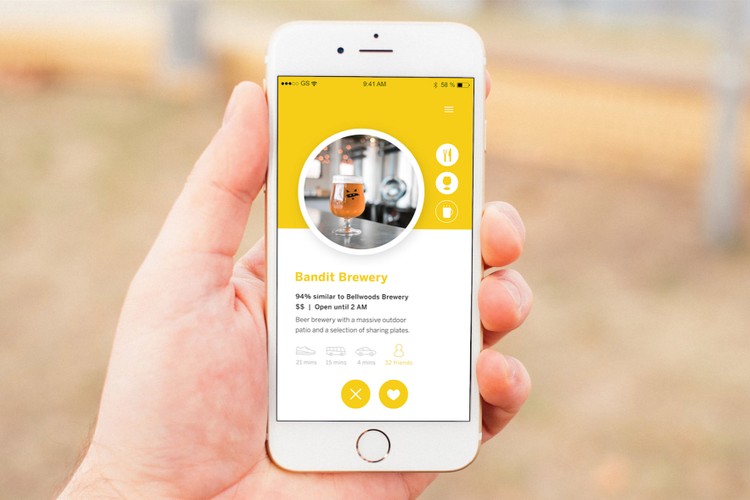 GS 9:41 AM 58 %
Bandit Brewery
94% similar to Bellwoods Brewery
$$ | Open until 2 AM
Beer brewery with a massive outdoor
patio and a selection of sharing plates.
21 mins 15 mins 4 mins 32 friends